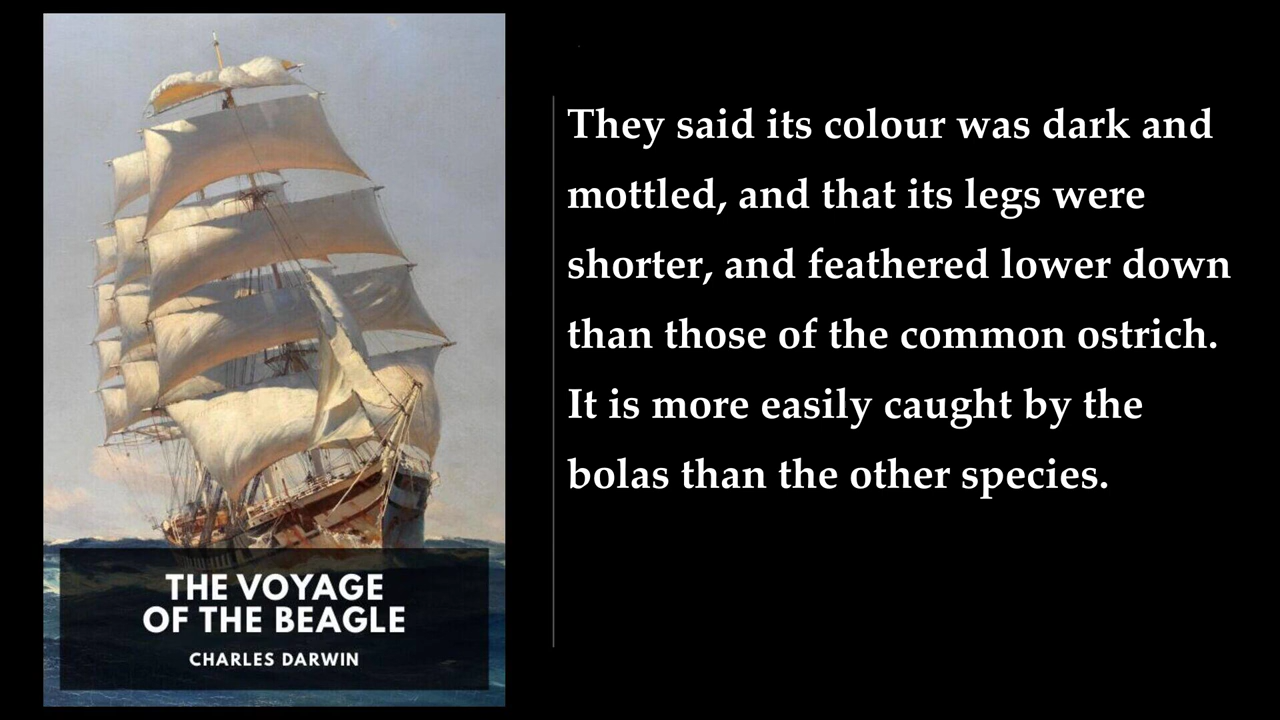 THE VOYAGE
OF THE BEAGLE
CHARLES DARWIN
They said its colour was dark and
mottled, and that its legs were
shorter, and feathered lower down
than those of the common ostrich.
It is more easily caught by the
bolas than the other species.